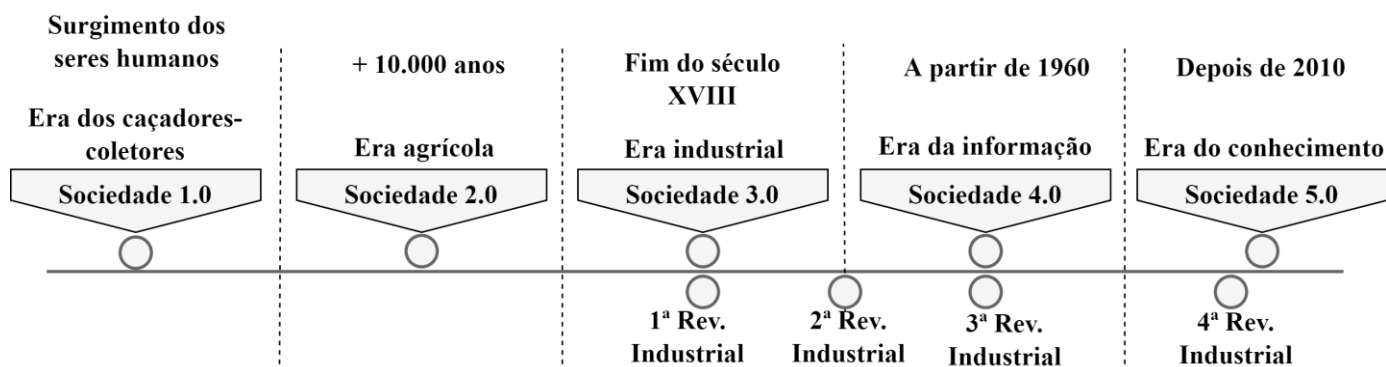 Surgimento dos
seres humanos
Era dos caçadores-
coletores
Sociedade 1.0
+ 10.000 anos
Era agrícola
Sociedade 2.0
Fim do século
XVIII
Era industrial
Sociedade 3.0
A partir de 1960
Era da informação
Sociedade 4.0
Depois de 2010
Era do conhecimento
Sociedade 5.0
1ª Rev.
Industrial
2ª Rev.
Industrial
3ª Rev.
Industrial
4ª Rev.
Industrial